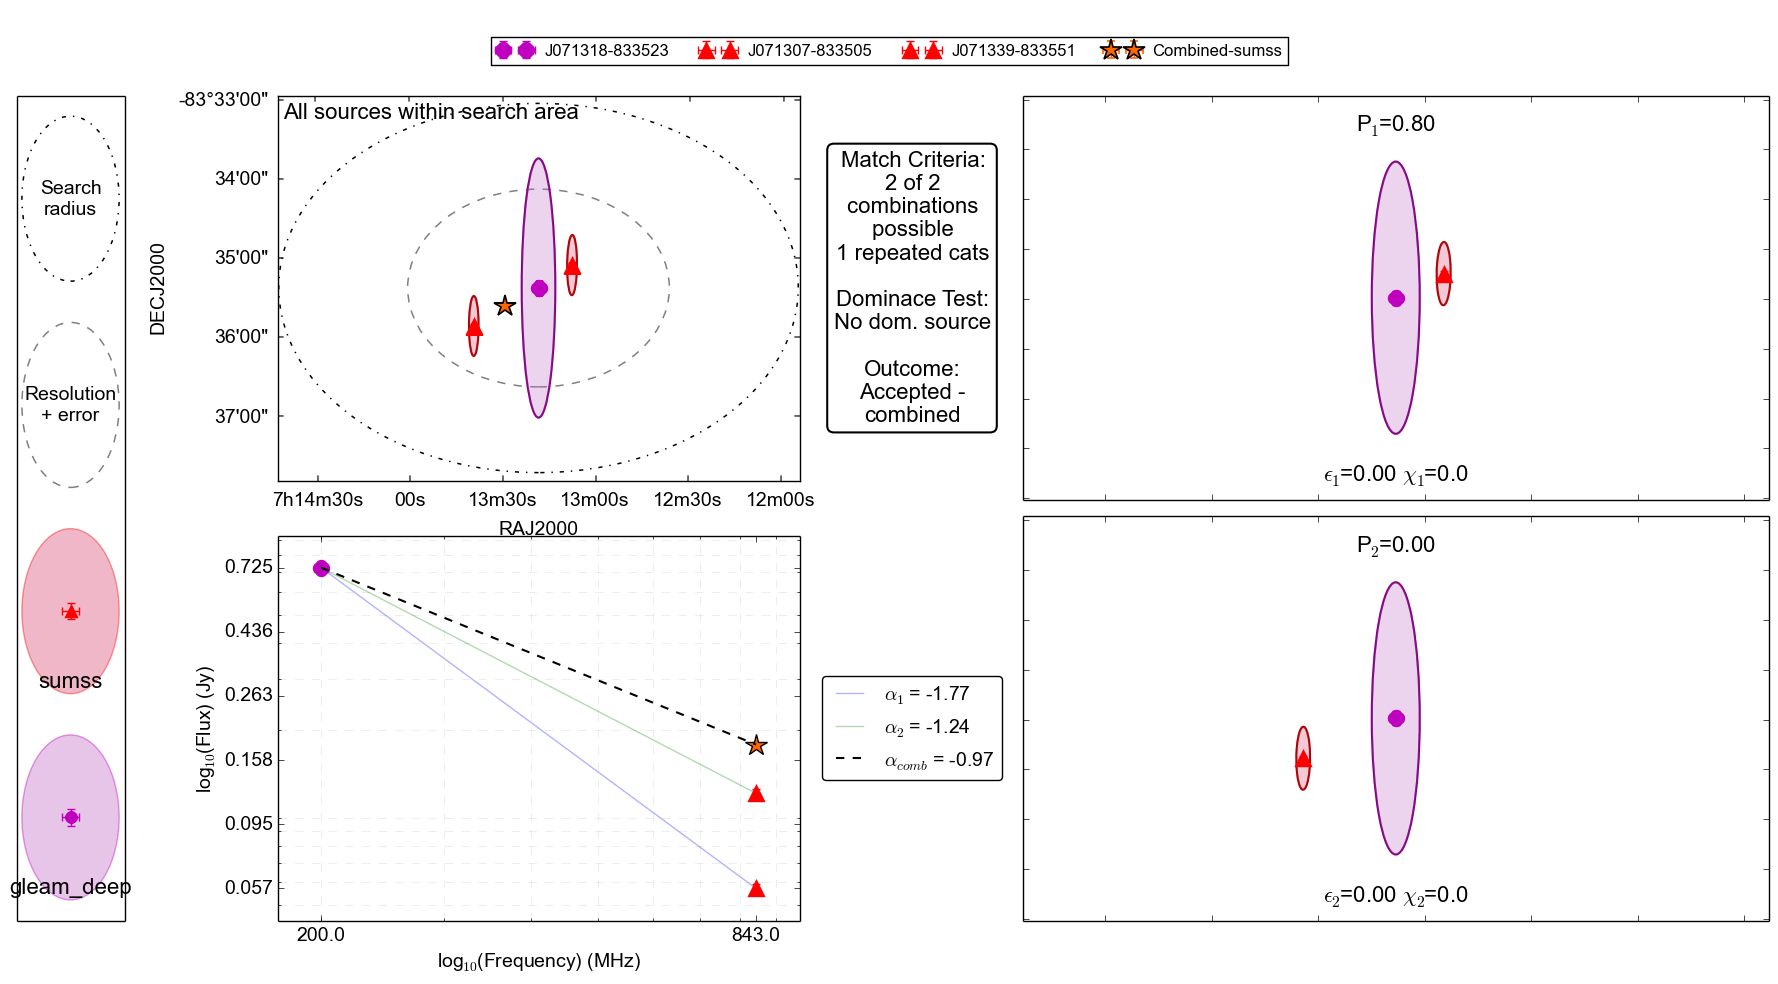 J071318-833523 J071307-833505 J071339-833551 Combined-sumss
Search
radius
Resolution
+ error
sumss
gleam_deep
All sources within search area
DECJ2000
-83°33'00"
34'00"
35'00"
36'00"
37'00"
7h14m30s 00s 13m30s 13m00s 12m30s 12m00s
RAJ2000
Match Criteria:
2 of 2
combinations
possible
1 repeated cats
Dominace Test:
No dom. source
Outcome:
Accepted -
combined
P1=0.80
ϵ1=0.00 χ1=0.0
log10(Flux) (Jy)
0.725
0.436
0.263
0.158
0.095
0.057
200.0 843.0
log10(Frequency) (MHz)
α1 = -1.77
α2 = -1.24
αcomb = -0.97
P2=0.00
ϵ2=0.00 χ2=0.0